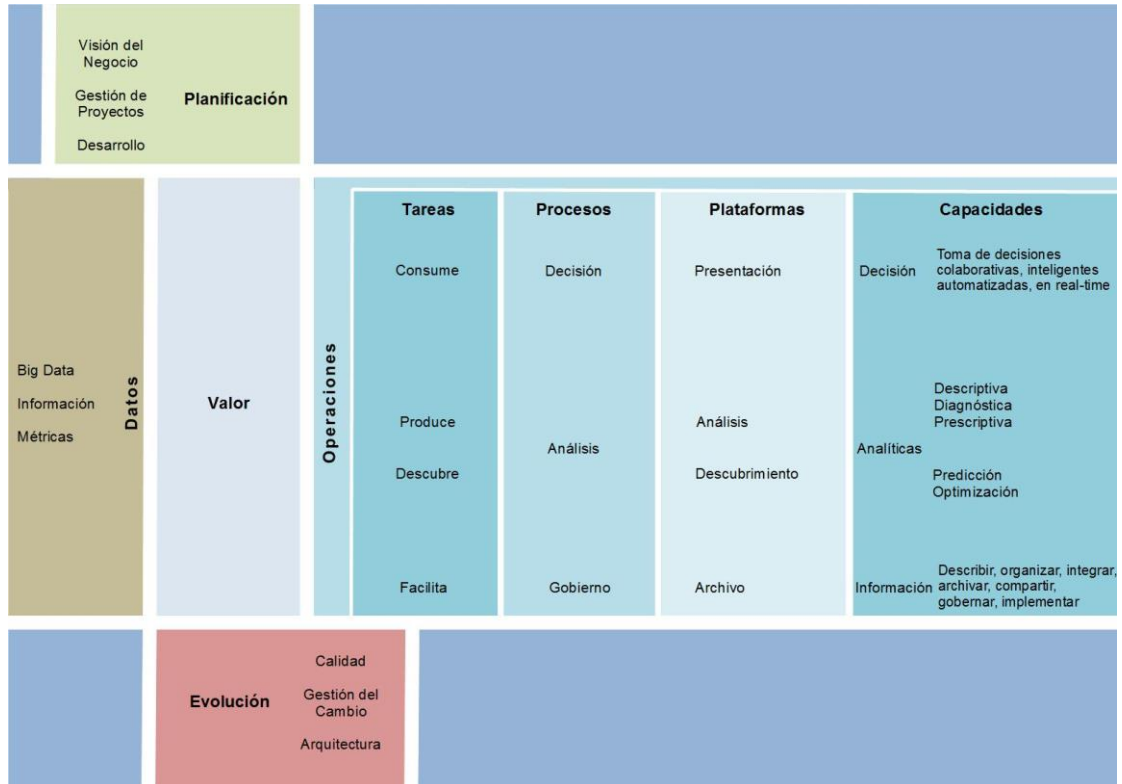 Visión del
Negocio
Gestión de
Proyectos
Desarrollo
Planificación
Big Data
Información
Métricas
Datos
Valor
Operaciones
Tareas
Procesos
Plataformas
Capacidades
Consume
Decisión
Presentación
Decisión
Toma de decisiones
colaborativas, inteligentes
automatizadas, en real-time
Produce
Descubre
Análisis
Análisis
Descubrimiento
Analíticas
Descriptiva
Diagnóstica
Prescriptiva
Predicción
Optimización
Facilita
Gobierno
Archivo
Información
Describir, organizar, integrar,
archivar, compartir,
gobernar, implementar
Evolución
Calidad
Gestión del
Cambio
Arquitectura